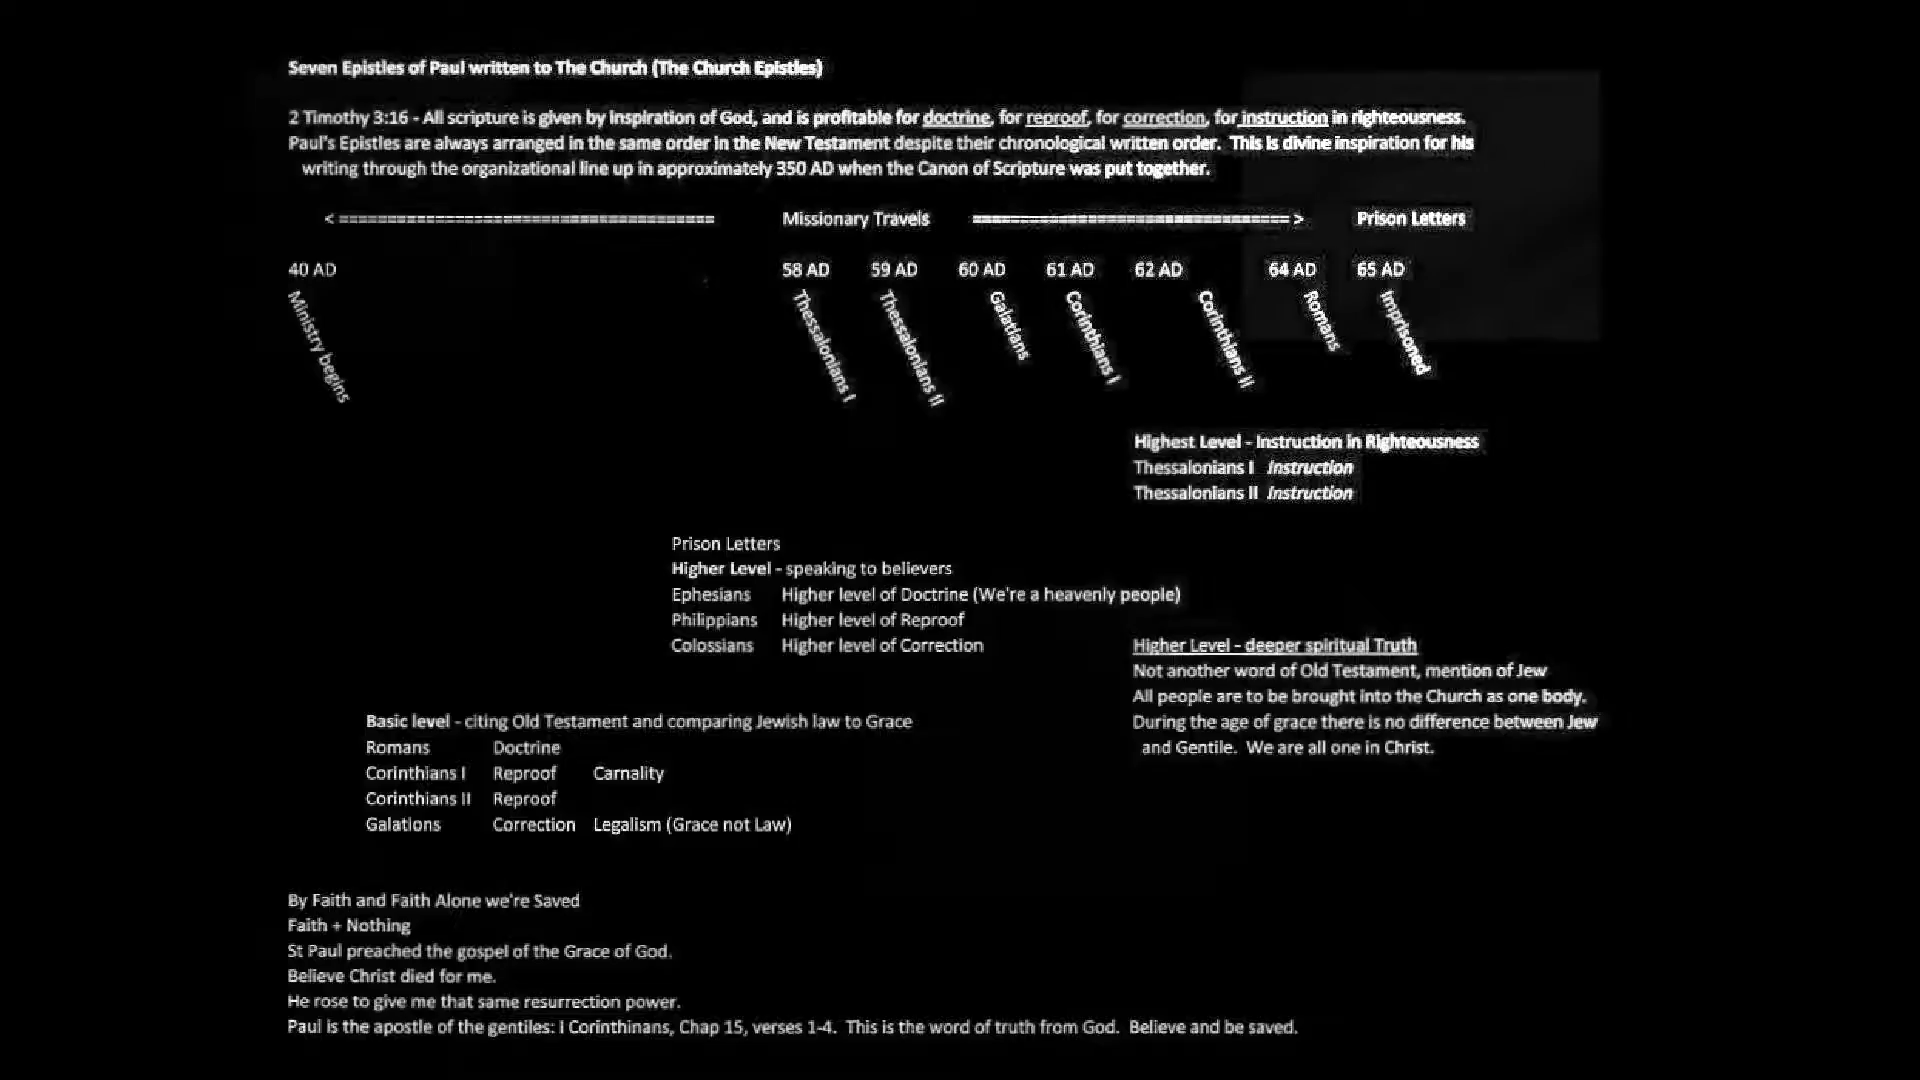 Seven Epistles of Paul written to The Church (The Church Epistles)
2 Timothy 3:16 - All scripture is given by inspiration of God, and is profitable for doctrine, for reproof, for correction, for instruction in righteousness.
Paul's Epistles are always arranged in the same order in the New Testament despite their chronological written order. This is divine inspiration for his
writing through the organizational line up in approximately 350 AD when the Canon of Scripture was put together.
< ====================================== Missionary Travels ================================ > Prison Letters
40 AD 58 AD 59 AD 60 AD 61 AD 62 AD 64 AD 65 AD
Ministry begins Thessalonians I Thessalonians II Galatians Corinthians I Corinthians II Romans Imprisoned
Highest Level - Instruction in Righteousness
Thessalonians I Instruction
Thessalonians II Instruction
Prison Letters
Higher Level - speaking to believers
Ephesians Higher level of Doctrine (We're a heavenly people)
Philippians Higher level of Reproof
Colossians Higher level of Correction
Higher Level - deeper spiritual Truth
Not another word of Old Testament, mention of Jew
All people are to be brought into the Church as one body.
During the age of grace there is no difference between Jew
and Gentile. We are all one in Christ.
Basic level - citing Old Testament and comparing Jewish law to Grace
Romans Doctrine
Corinthians I Reproof Carnality
Corinthians II Reproof
Galations Correction Legalism (Grace not Law)
By Faith and Faith Alone we're Saved
Faith + Nothing
St Paul preached the gospel of the Grace of God.
Believe Christ died for me.
He rose to give me that same resurrection power.
Paul is the apostle of the gentiles: I Corinthinans, Chap 15, verses 1-4. This is the word of truth from God. Believe and be saved.